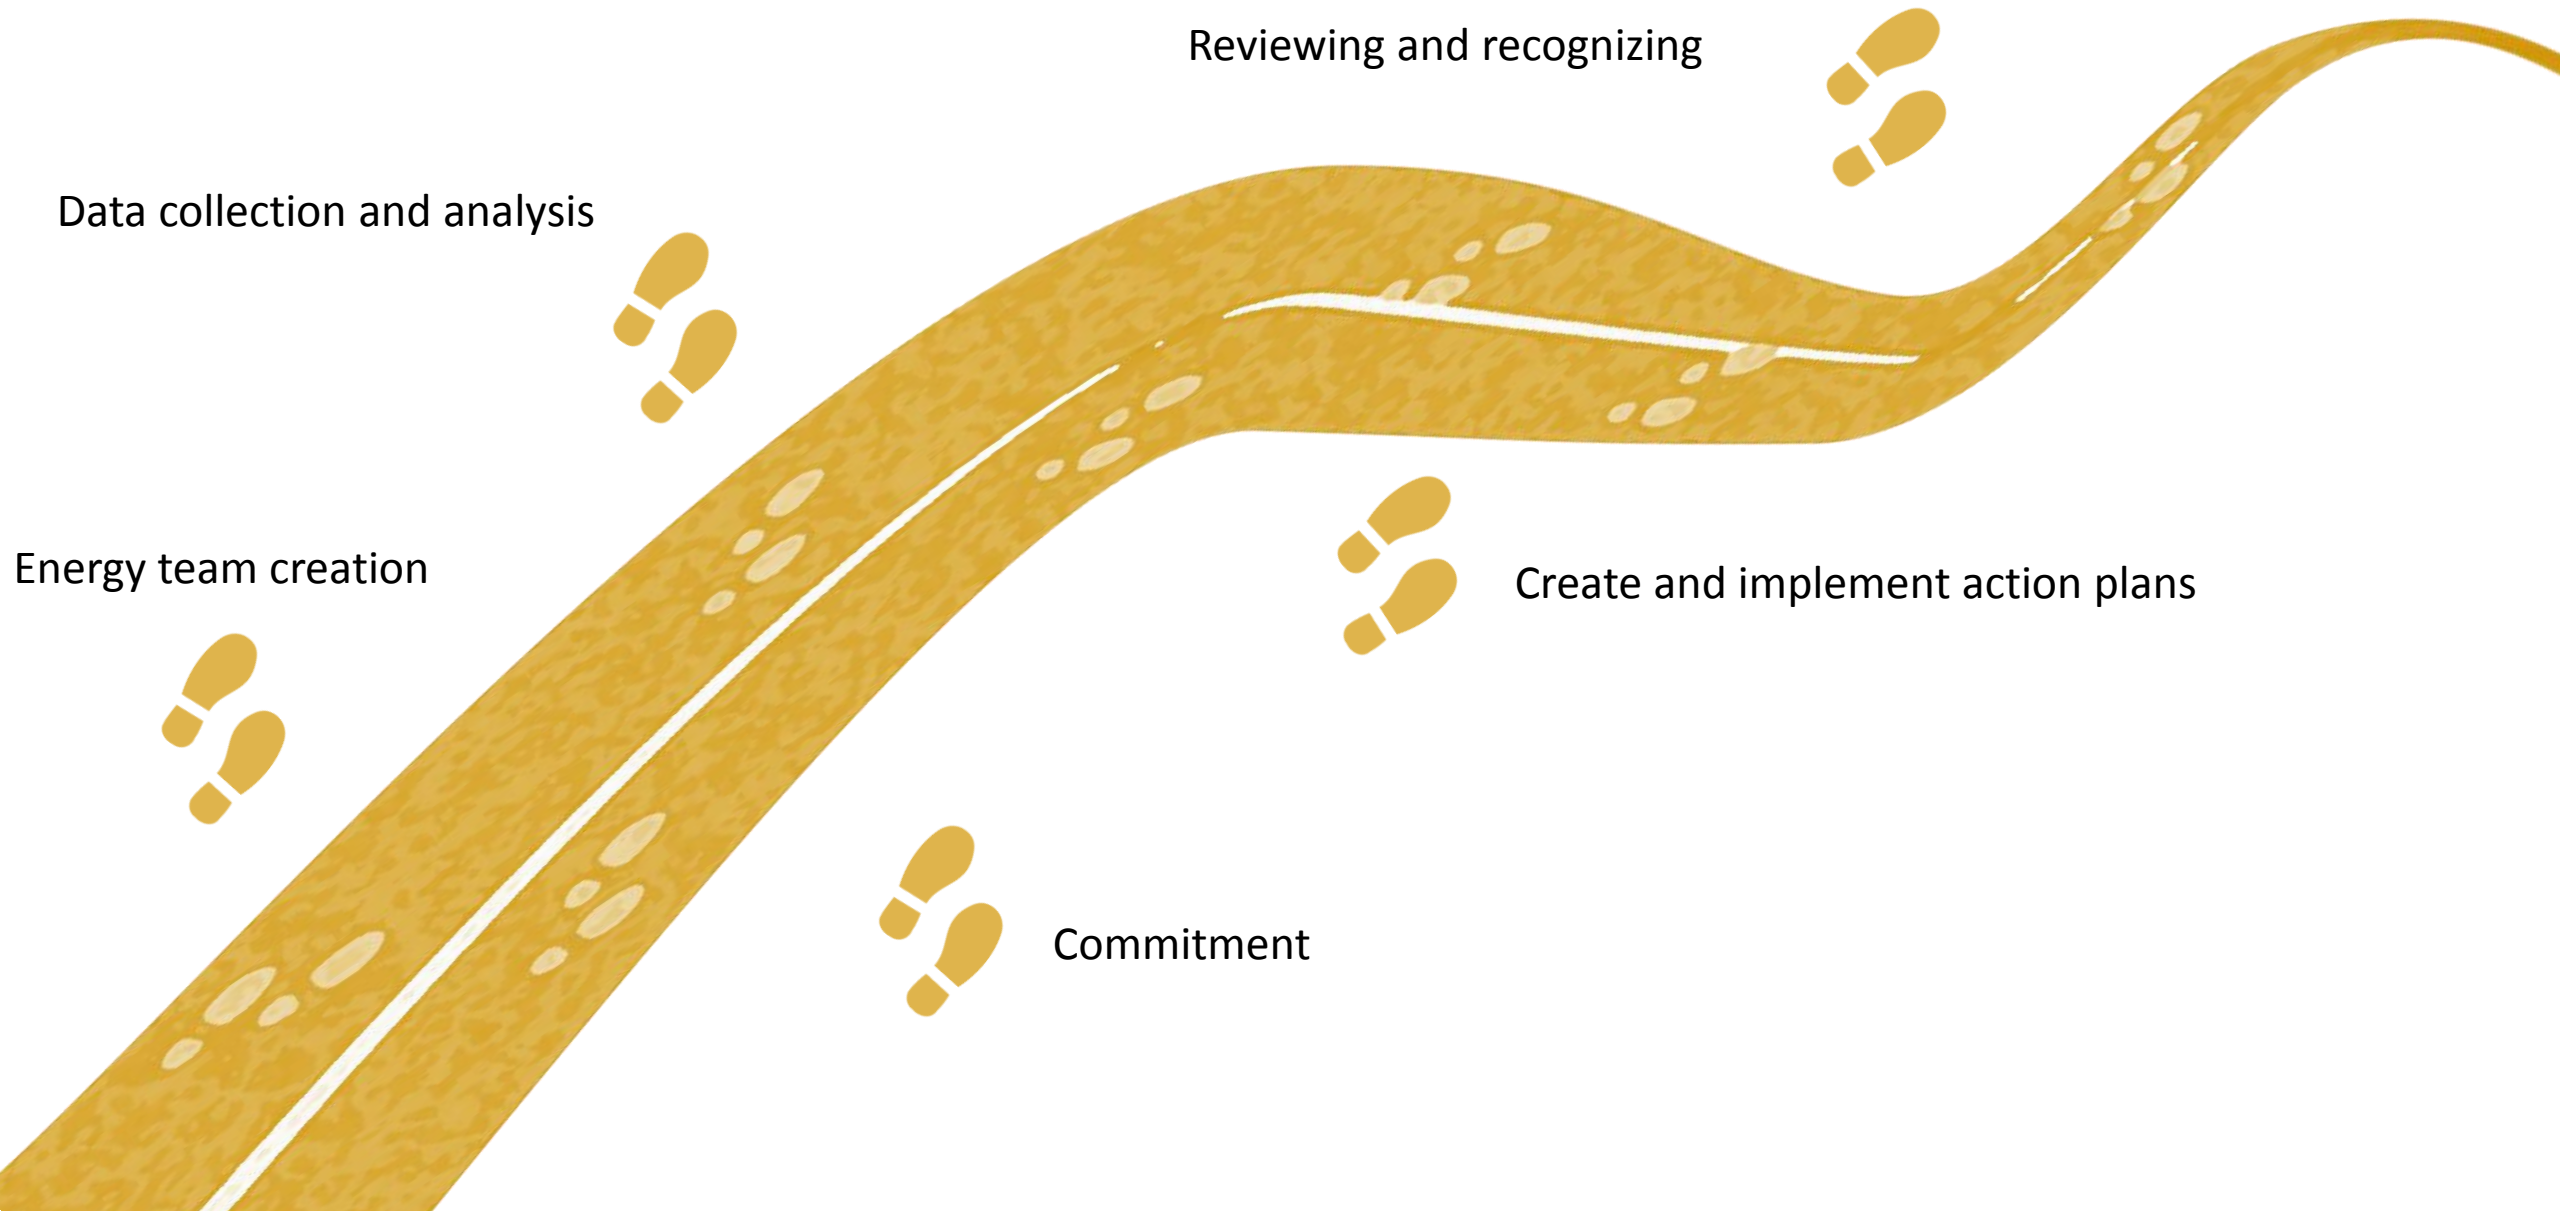 Reviewing and recognizing
Data collection and analysis
Energy team creation
Create and implement action plans
Commitment